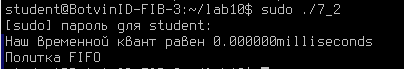 student@BotvinID-FIB-3:~/lab10$ sudo ./7_2
[sudo] пароль для student:
Наш временной квант равен 0.000000milliseconds
Политка FIFO